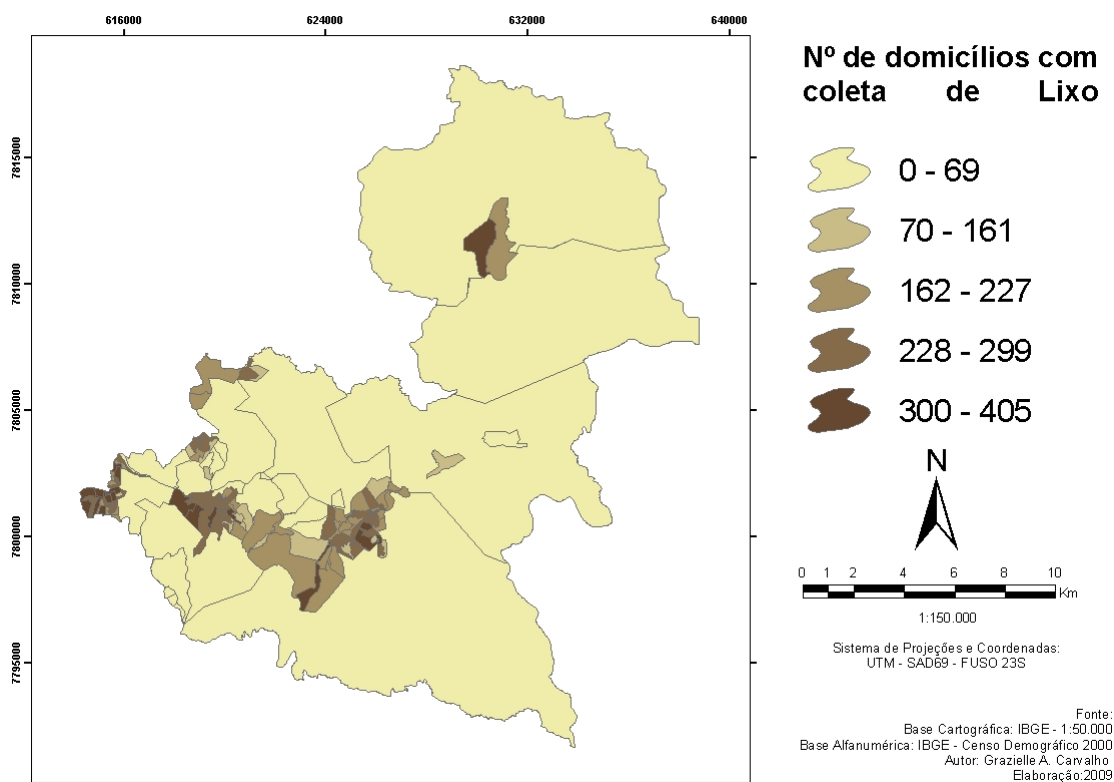 616000 624000 632000 640000
7815000
7810000
7805000
7800000
7795000
Nº de domicílios com
coleta de Lixo
0 - 69
70 - 161
162 - 227
228 - 299
300 - 405
N
0 1 2 4 6 8 10
Km
1:150.000
Sistema de Projeções e Coordenadas:
UTM - SAD69 - FUSO 23S
Fonte:
Base Cartográfica: IBGE - 1:50.000
Base Alfanumérica: IBGE - Censo Demográfico 2000
Autor: Grazielle A. Carvalho
Elaboração:2009